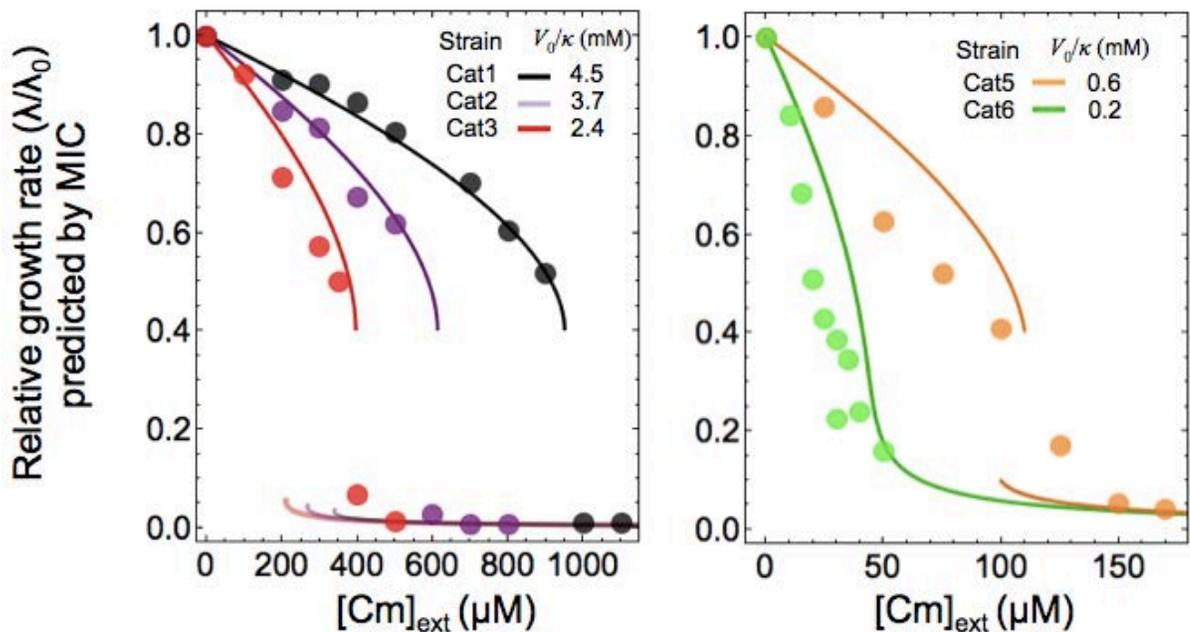 Relative growth rate (λ/λ0)
predicted by MIC
1.0
0.8
0.6
0.4
0.2
0.0
Strain V0/κ (mM)
Cat1 4.5
Cat2 3.7
Cat3 2.4
0 200 400 600 800 1000
[Cm]ext (µM)
1.0
0.8
0.6
0.4
0.2
0.0
Strain V0/κ (mM)
Cat5 0.6
Cat6 0.2
0 50 100 150
[Cm]ext (µM)